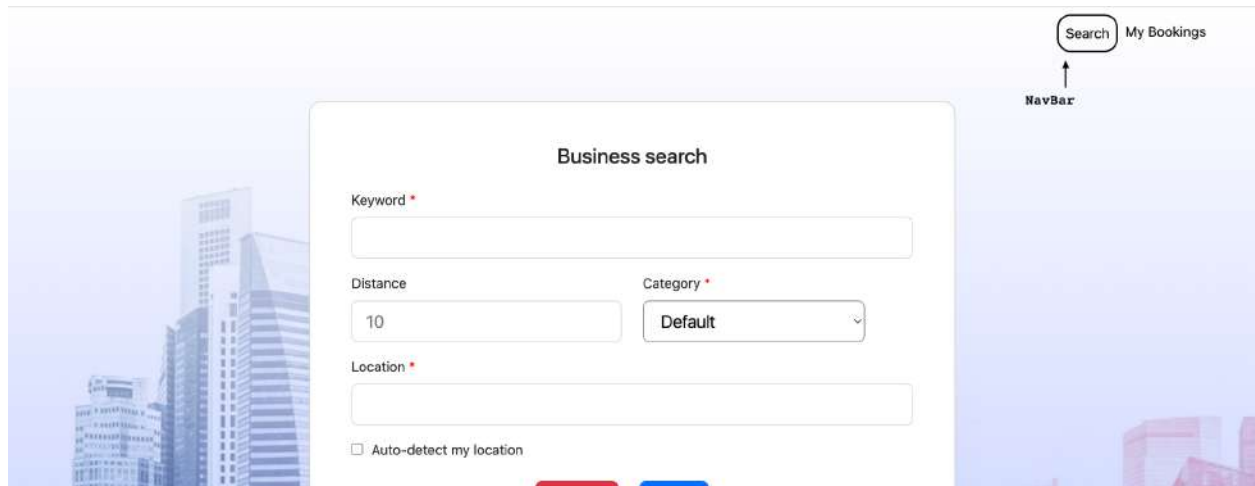 Search My Bookings
NavBar
Business search
Keyword *
Distance Category *
10 Default
Location *
Auto-detect my location